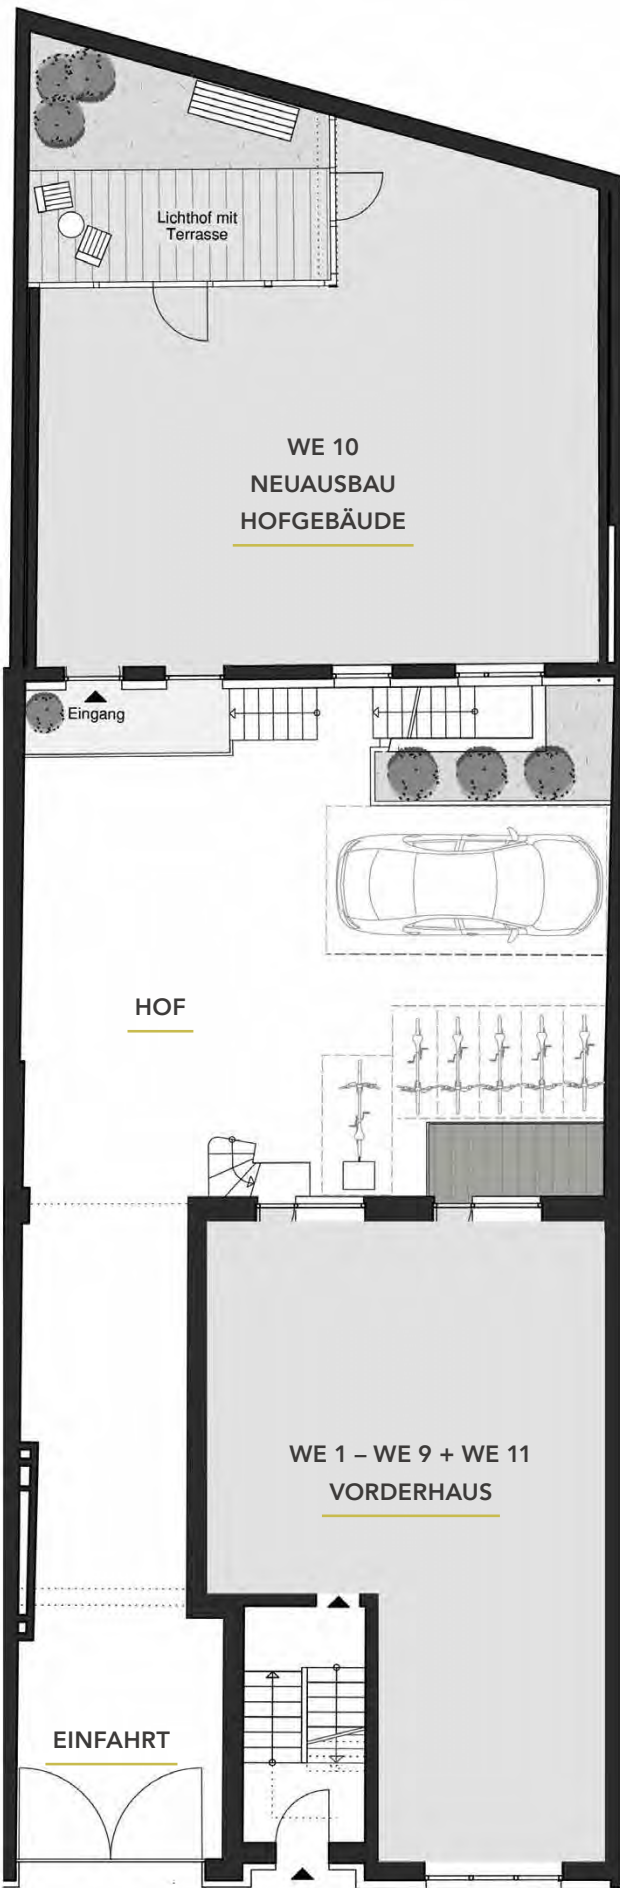 Lichthof mit
Terrasse
WE 10
NEUAUSBAU
HOFGEBÄUDE
Eingang
HOF
WE 1 – WE 9 + WE 11
VORDERHAUS
EINFAHRT